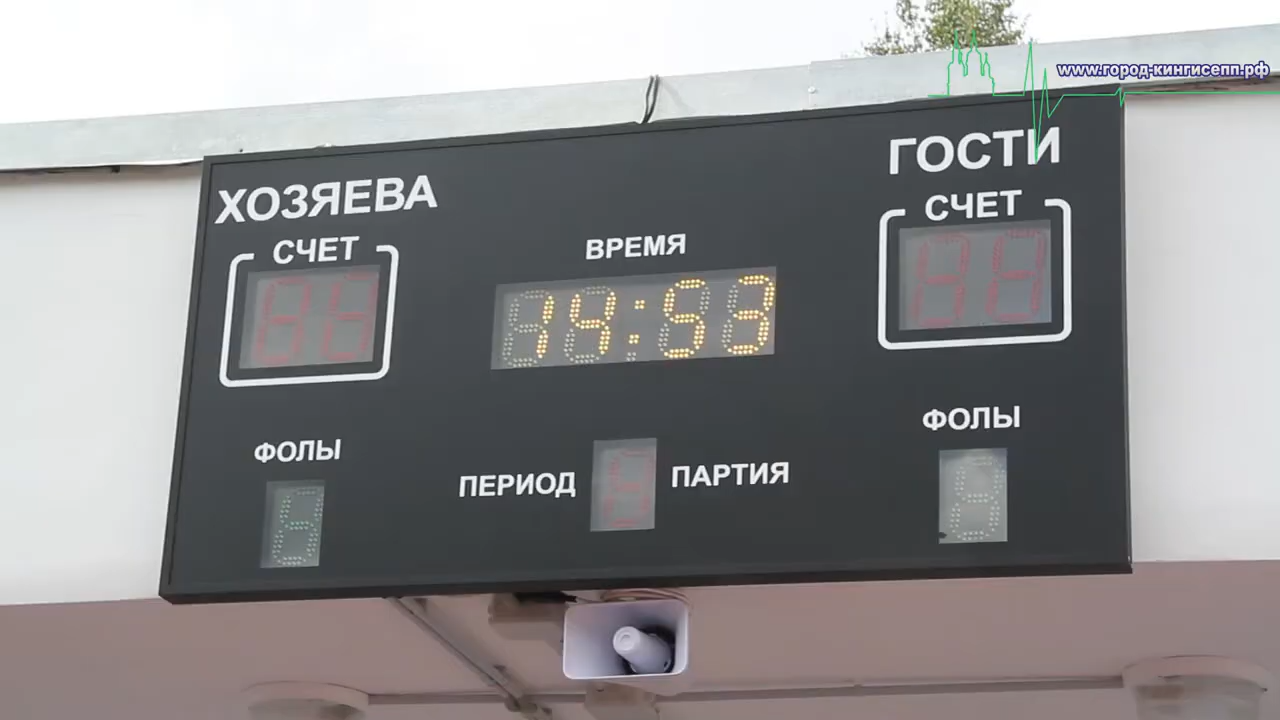 www.город-кингисепп.рф
ХОЗЯЕВА
ГОСТИ
СЧЕТ
СЧЕТ
ВРЕМЯ
14:53
ФОЛЫ
ПЕРИОД
ПАРТИЯ
ФОЛЫ